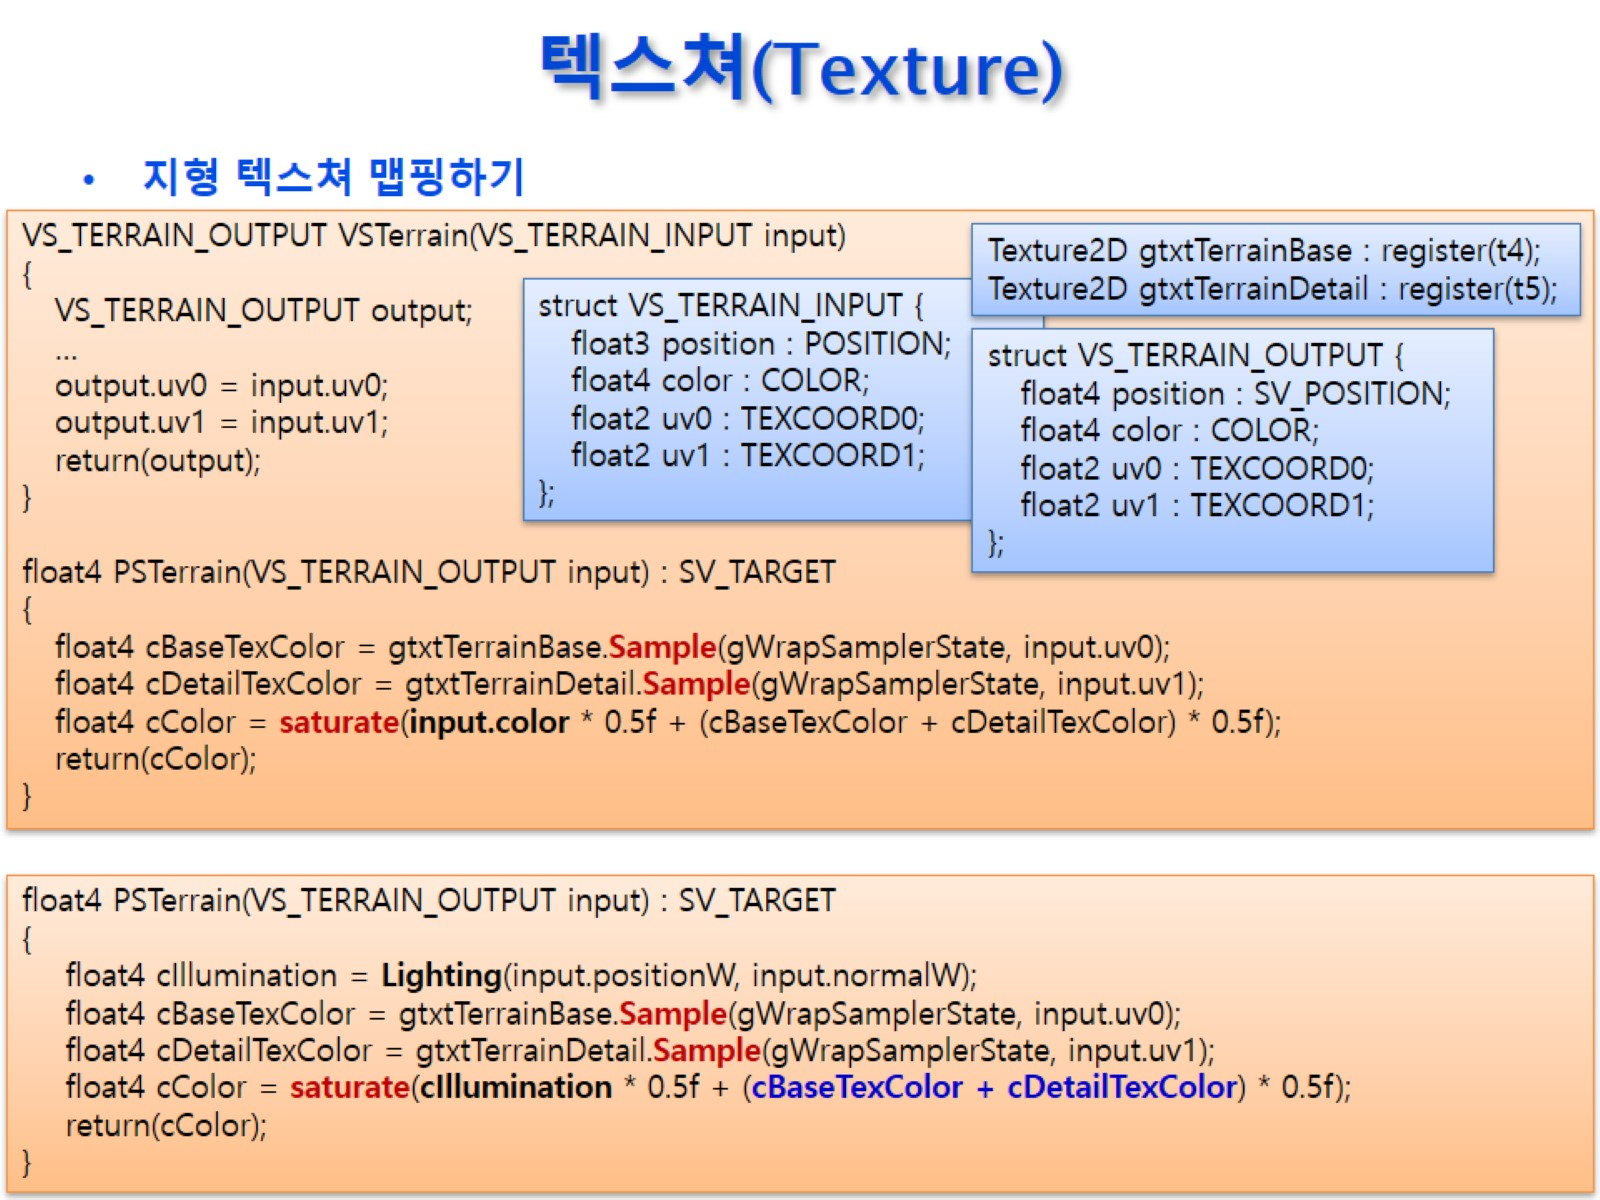 텍스쳐(Texture)
• 지형 텍스쳐 맵핑하기
VS_TERRAIN_OUTPUT VSTerrain(VS_TERRAIN_INPUT input)
{
VS_TERRAIN_OUTPUT output;
...
output.uv0 = input.uv0;
output.uv1 = input.uv1;
return(output);
}
struct VS_TERRAIN_INPUT {
float3 position : POSITION;
float4 color : COLOR;
float2 uv0 : TEXCOORD0;
float2 uv1 : TEXCOORD1;
};
Texture2D gtxtTerrainBase : register(t4);
Texture2D gtxtTerrainDetail : register(t5);
struct VS_TERRAIN_OUTPUT {
float4 position : SV_POSITION;
float4 color : COLOR;
float2 uv0 : TEXCOORD0;
float2 uv1 : TEXCOORD1;
};
float4 PSTerrain(VS_TERRAIN_OUTPUT input) : SV_TARGET
{
float4 cBaseTexColor = gtxtTerrainBase.Sample(gWrapSamplerState, input.uv0);
float4 cDetailTexColor = gtxtTerrainDetail.Sample(gWrapSamplerState, input.uv1);
float4 cColor = saturate(input.color * 0.5f + (cBaseTexColor + cDetailTexColor) * 0.5f);
return(cColor);
}
float4 PSTerrain(VS_TERRAIN_OUTPUT input) : SV_TARGET
{
float4 cIllumination = Lighting(input.positionW, input.normalW);
float4 cBaseTexColor = gtxtTerrainBase.Sample(gWrapSamplerState, input.uv0);
float4 cDetailTexColor = gtxtTerrainDetail.Sample(gWrapSamplerState, input.uv1);
float4 cColor = saturate(cIllumination * 0.5f + (cBaseTexColor + cDetailTexColor) * 0.5f);
return(cColor);
}